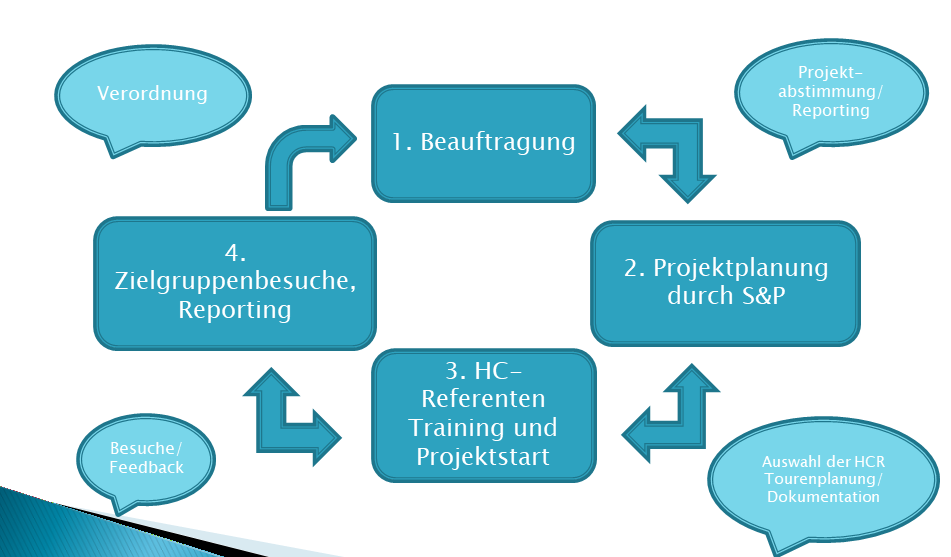 Verordnung
Projekt-
abstimmung/
Reporting
1. Beauftragung
4.
Zielgruppenbesuche,
Reporting
2. Projektplanung
durch S&P
3. HC-
Referenten
Training und
Projektstart
Besuche/
Feedback
Auswahl der HCR
Tourenplanung/
Dokumentation